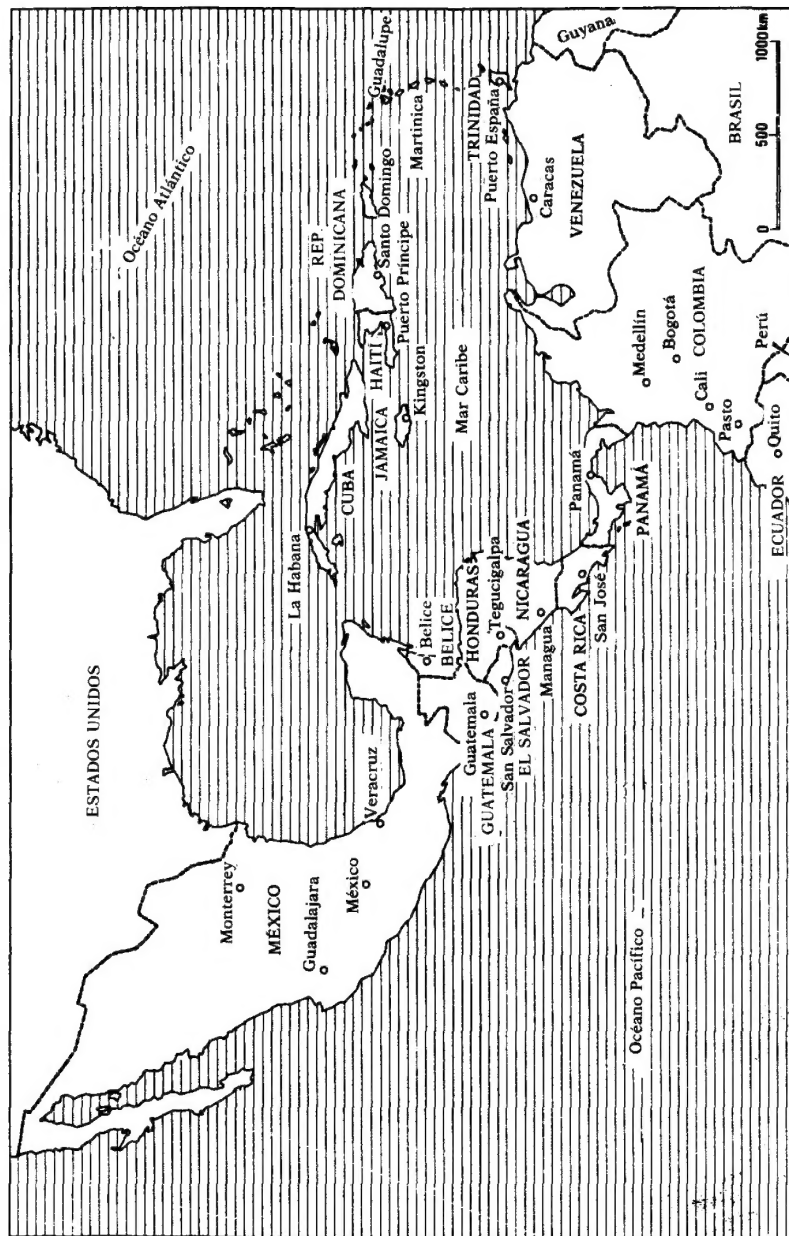 ESTADOS UNIDOS
Océano Atlántico
Monterrey
MÉXICO
Guadalajara
México
Veracruz
La Habana
CUBA
REP.
DOMINICANA
Santo Domingo
HAITÍ
Puerto Príncipe
JAMAICA
Kingston
Guadalupe
Martinica
Mar Caribe
Belice
BELICE
HONDURAS
Tegucigalpa
Guatemala
GUATEMALA
San Salvador
EL SALVADOR
NICARAGUA
Managua
COSTA RICA
San José
Panamá
PANAMÁ
TRINIDAD
Puerto España
Caracas
VENEZUELA
Guyana
Medellín
Bogotá
COLOMBIA
Cali
Pasto
Perú
Quito
ECUADOR
BRASIL
Océano Pacífico
0 500 1000km